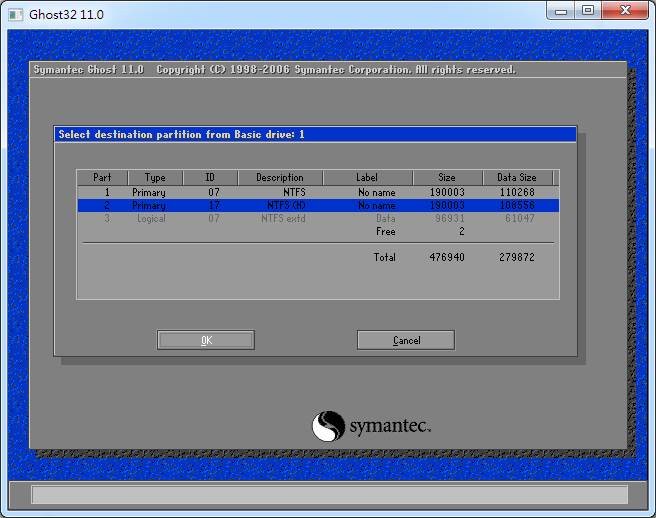 Ghost32 11.0
Symantec Ghost 11.0 Copyright (C) 1998-2006 Symantec Corporation. All rights reserved.
Select destination partition from Basic drive: 1
Part Type ID Description Label Size Data Size
1 Primary 07 NTFS No name 190003 110268
2 Primary 17 NTFS (H) No name 190003 108556
3 Logical 07 NTFS extd Data 96931 61047
Free 2
Total 476940 279872
OK Cancel
symantec.